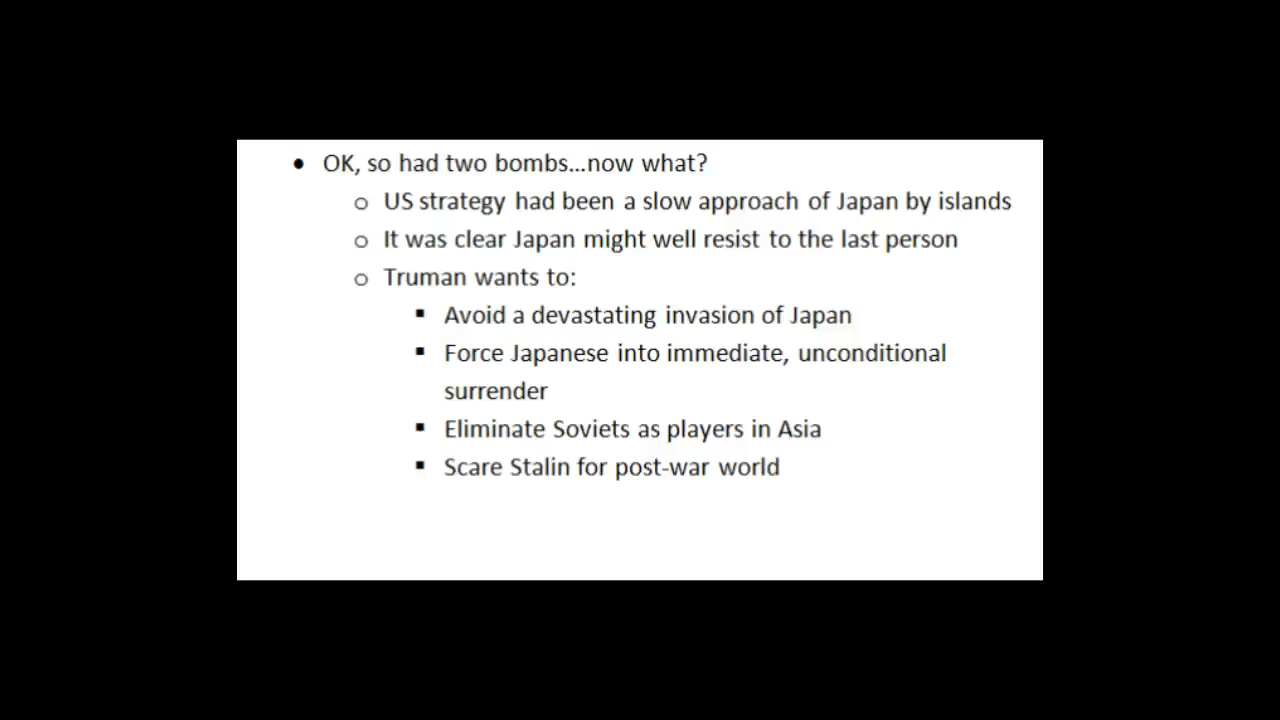 • OK, so had two bombs...now what?
o US strategy had been a slow approach of Japan by islands
o It was clear Japan might well resist to the last person
o Truman wants to:
▪ Avoid a devastating invasion of Japan
▪ Force Japanese into immediate, unconditional
surrender
▪ Eliminate Soviets as players in Asia
▪ Scare Stalin for post-war world